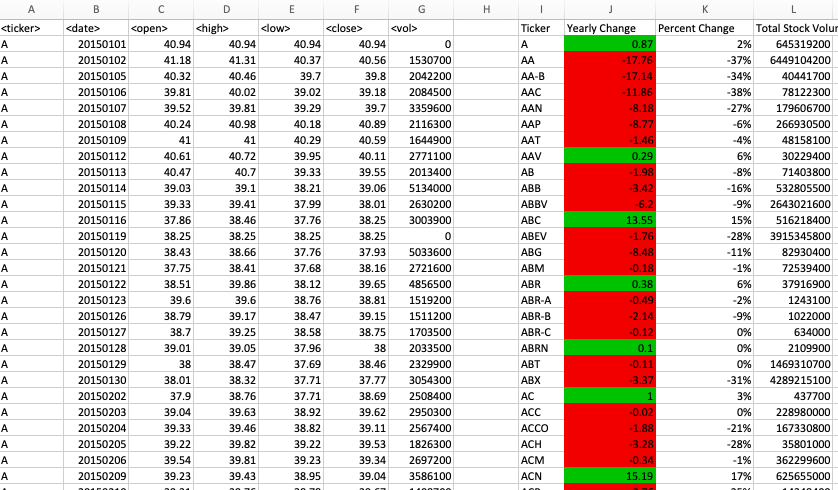 A B C D E F G H I J K L
<ticker> <date> <open> <high> <low> <close> <vol> Ticker Yearly Change Percent Change Total Stock Volu
A 20150101 40.94 40.94 40.94 40.94 0 A 0.87 2% 645319200
A 20150102 41.18 41.31 40.37 40.56 1530700 AA -17.76 -37% 6449104200
A 20150105 40.32 40.46 39.7 39.8 2042200 AA-B -17.14 -34% 40441700
A 20150106 39.81 40.02 39.02 39.18 2084500 AAC -11.86 -38% 78122300
A 20150107 39.52 39.81 39.29 39.7 3359600 AAN -8.18 -27% 179606700
A 20150108 40.24 40.98 40.18 40.89 2116300 AAP -8.77 -6% 266930500
A 20150109 41 41 40.29 40.59 1644900 AAT -1.46 -4% 48158100
A 20150112 40.61 40.72 39.95 40.11 2771100 AAV 0.29 6% 30229400
A 20150113 40.47 40.7 39.33 39.55 2013400 AB -1.98 -8% 71403800
A 20150114 39.03 39.1 38.21 39.06 5134000 ABB -3.42 -16% 532805500
A 20150115 39.33 39.41 37.99 38.01 2630200 ABBV -6.2 -9% 2643021600
A 20150116 37.86 38.46 37.76 38.25 3003900 ABC 13.55 15% 516218400
A 20150119 38.25 38.25 38.25 38.25 0 ABEV -1.76 -28% 3915345800
A 20150120 38.43 38.66 37.76 37.93 5033600 ABG -8.48 -11% 82930400
A 20150121 37.75 38.41 37.68 38.16 2721600 ABM -0.18 -1% 72539400
A 20150122 38.51 39.86 38.12 39.65 4856500 ABR 0.38 6% 37916900
A 20150123 39.6 39.6 38.76 38.81 1519200 ABR-A -0.49 -2% 1243100
A 20150126 38.79 39.17 38.47 39.15 1511200 ABR-B -2.14 -9% 1022000
A 20150127 38.7 39.25 38.58 38.75 1703500 ABR-C -0.12 0% 634000
A 20150128 39.01 39.05 37.96 38 2033500 ABRN 0.1 0% 2109900
A 20150129 38 38.47 37.69 38.46 2329900 ABT -0.11 0% 1469310700
A 20150130 38.01 38.32 37.71 37.77 3054300 ABX -3.37 -31% 4289215100
A 20150202 37.9 38.76 37.71 38.69 2508400 AC 1 3% 437700
A 20150203 39.04 39.63 38.92 39.62 2950300 ACC -0.02 0% 228980000
A 20150204 39.33 39.46 38.82 39.11 2567400 ACCO -1.88 -21% 167330800
A 20150205 39.22 39.82 39.22 39.53 1826300 ACH -3.28 -28% 35801000
A 20150206 39.54 39.81 39.23 39.34 2697200 ACM -0.34 -1% 362299600
A 20150209 39.23 39.43 38.95 39.04 3586100 ACN 15.19 17% 625655000